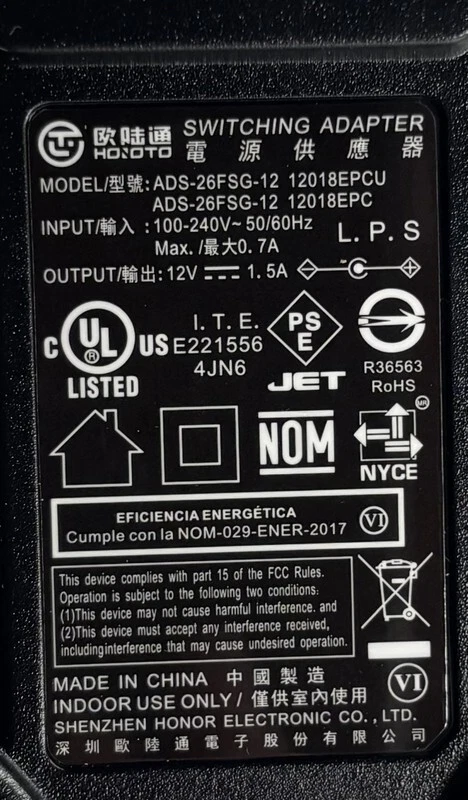 欧陆通 SWITCHING ADAPTER
HONOTO 電源供應器
MODEL/型號: ADS-26FSG-12 12018EPCU
ADS-26FSG-12 12018EPC
INPUT/輸入 : 100-240V~ 50/60Hz
Max. /最大0.7A
L. P. S
OUTPUT/輸出: 12V ⎓ 1.5A
C UL US ®
LISTED
I. T. E.
E221556
4JN6
PS
E
JET
R36563
RoHS
NOM
MR
NYCE
EFICIENCIA ENERGÉTICA
Cumple con la NOM-029-ENER-2017
VI
This device complies with part 15 of the FCC Rules.
Operation is subject to the following two conditions:
(1)This device may not cause harmful interference. and
(2)This device must accept any interference received,
includinginterference that may cause undesired operation.
MADE IN CHINA 中國製造
VI
INDOOR USE ONLY / 僅供室內使用
SHENZHEN HONOR ELECTRONIC CO., LTD.
深圳歐陸通電子股份有限公司